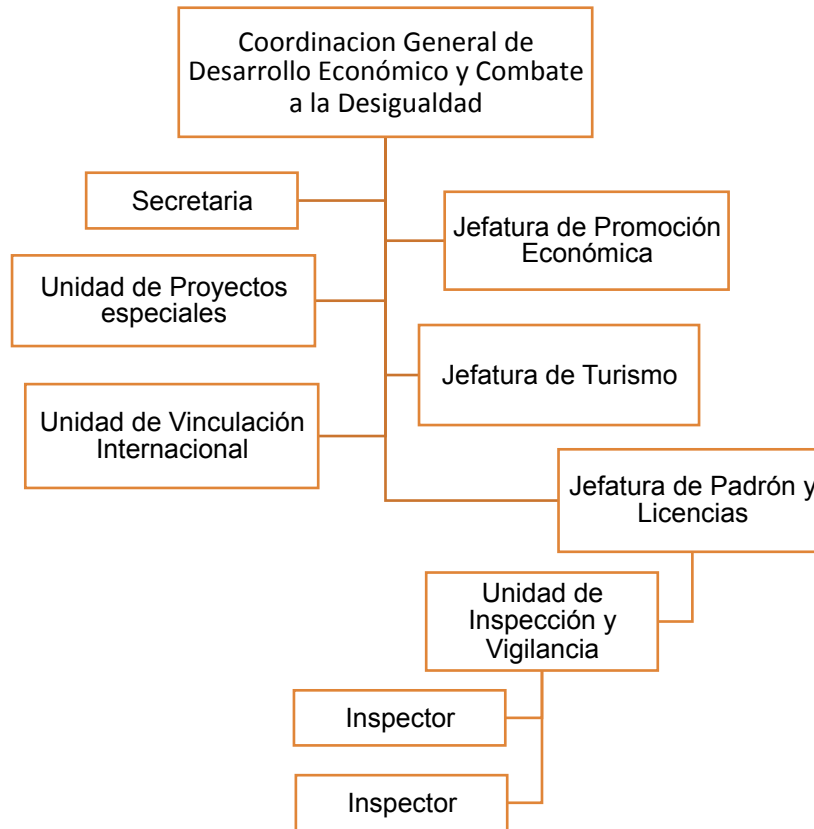 Coordinacion General de
Desarrollo Económico y Combate
a la Desigualdad
Secretaria
Jefatura de Promoción
Económica
Unidad de Proyectos
especiales
Jefatura de Turismo
Unidad de Vinculación
Internacional
Jefatura de Padrón y
Licencias
Unidad de
Inspección y
Vigilancia
Inspector
Inspector